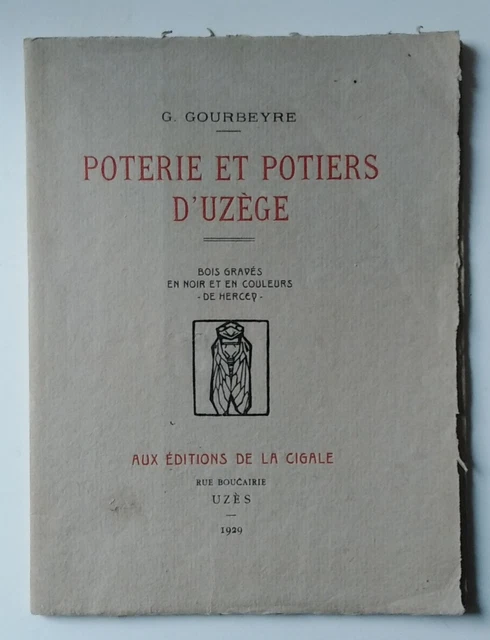 G. GOURBEYRE
POTERIE ET POTIERS
D'UZÈGE
BOIS GRAVÉS
EN NOIR ET EN COULEURS
- DE HERCEY -
AUX ÉDITIONS DE LA CIGALE
RUE BOUCAIRIE
UZÈS
1929